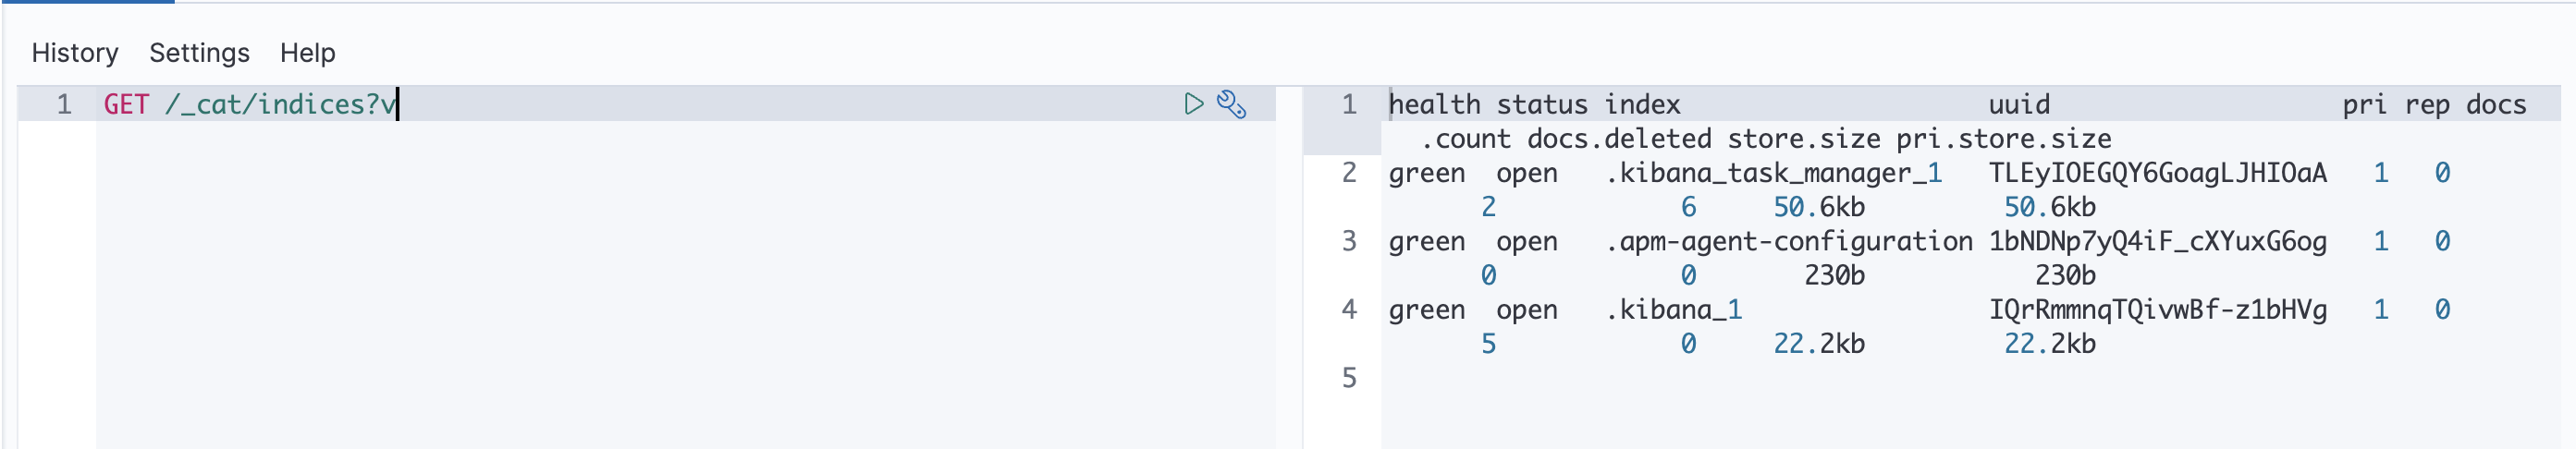 History Settings Help
1 GET /_cat/indices?v
1 health status index uuid pri rep docs
.count docs.deleted store.size pri.store.size
2 green open .kibana_task_manager_1 TLEyIOEGQY6GoagLJHIOaA 1 0
2 6 50.6kb 50.6kb
3 green open .apm-agent-configuration 1bNDNp7yQ4iF_cXYuxG6og 1 0
0 0 230b 230b
4 green open .kibana_1 IQrRmmnqTQivwBf-z1bHVg 1 0
5 0 22.2kb 22.2kb
5